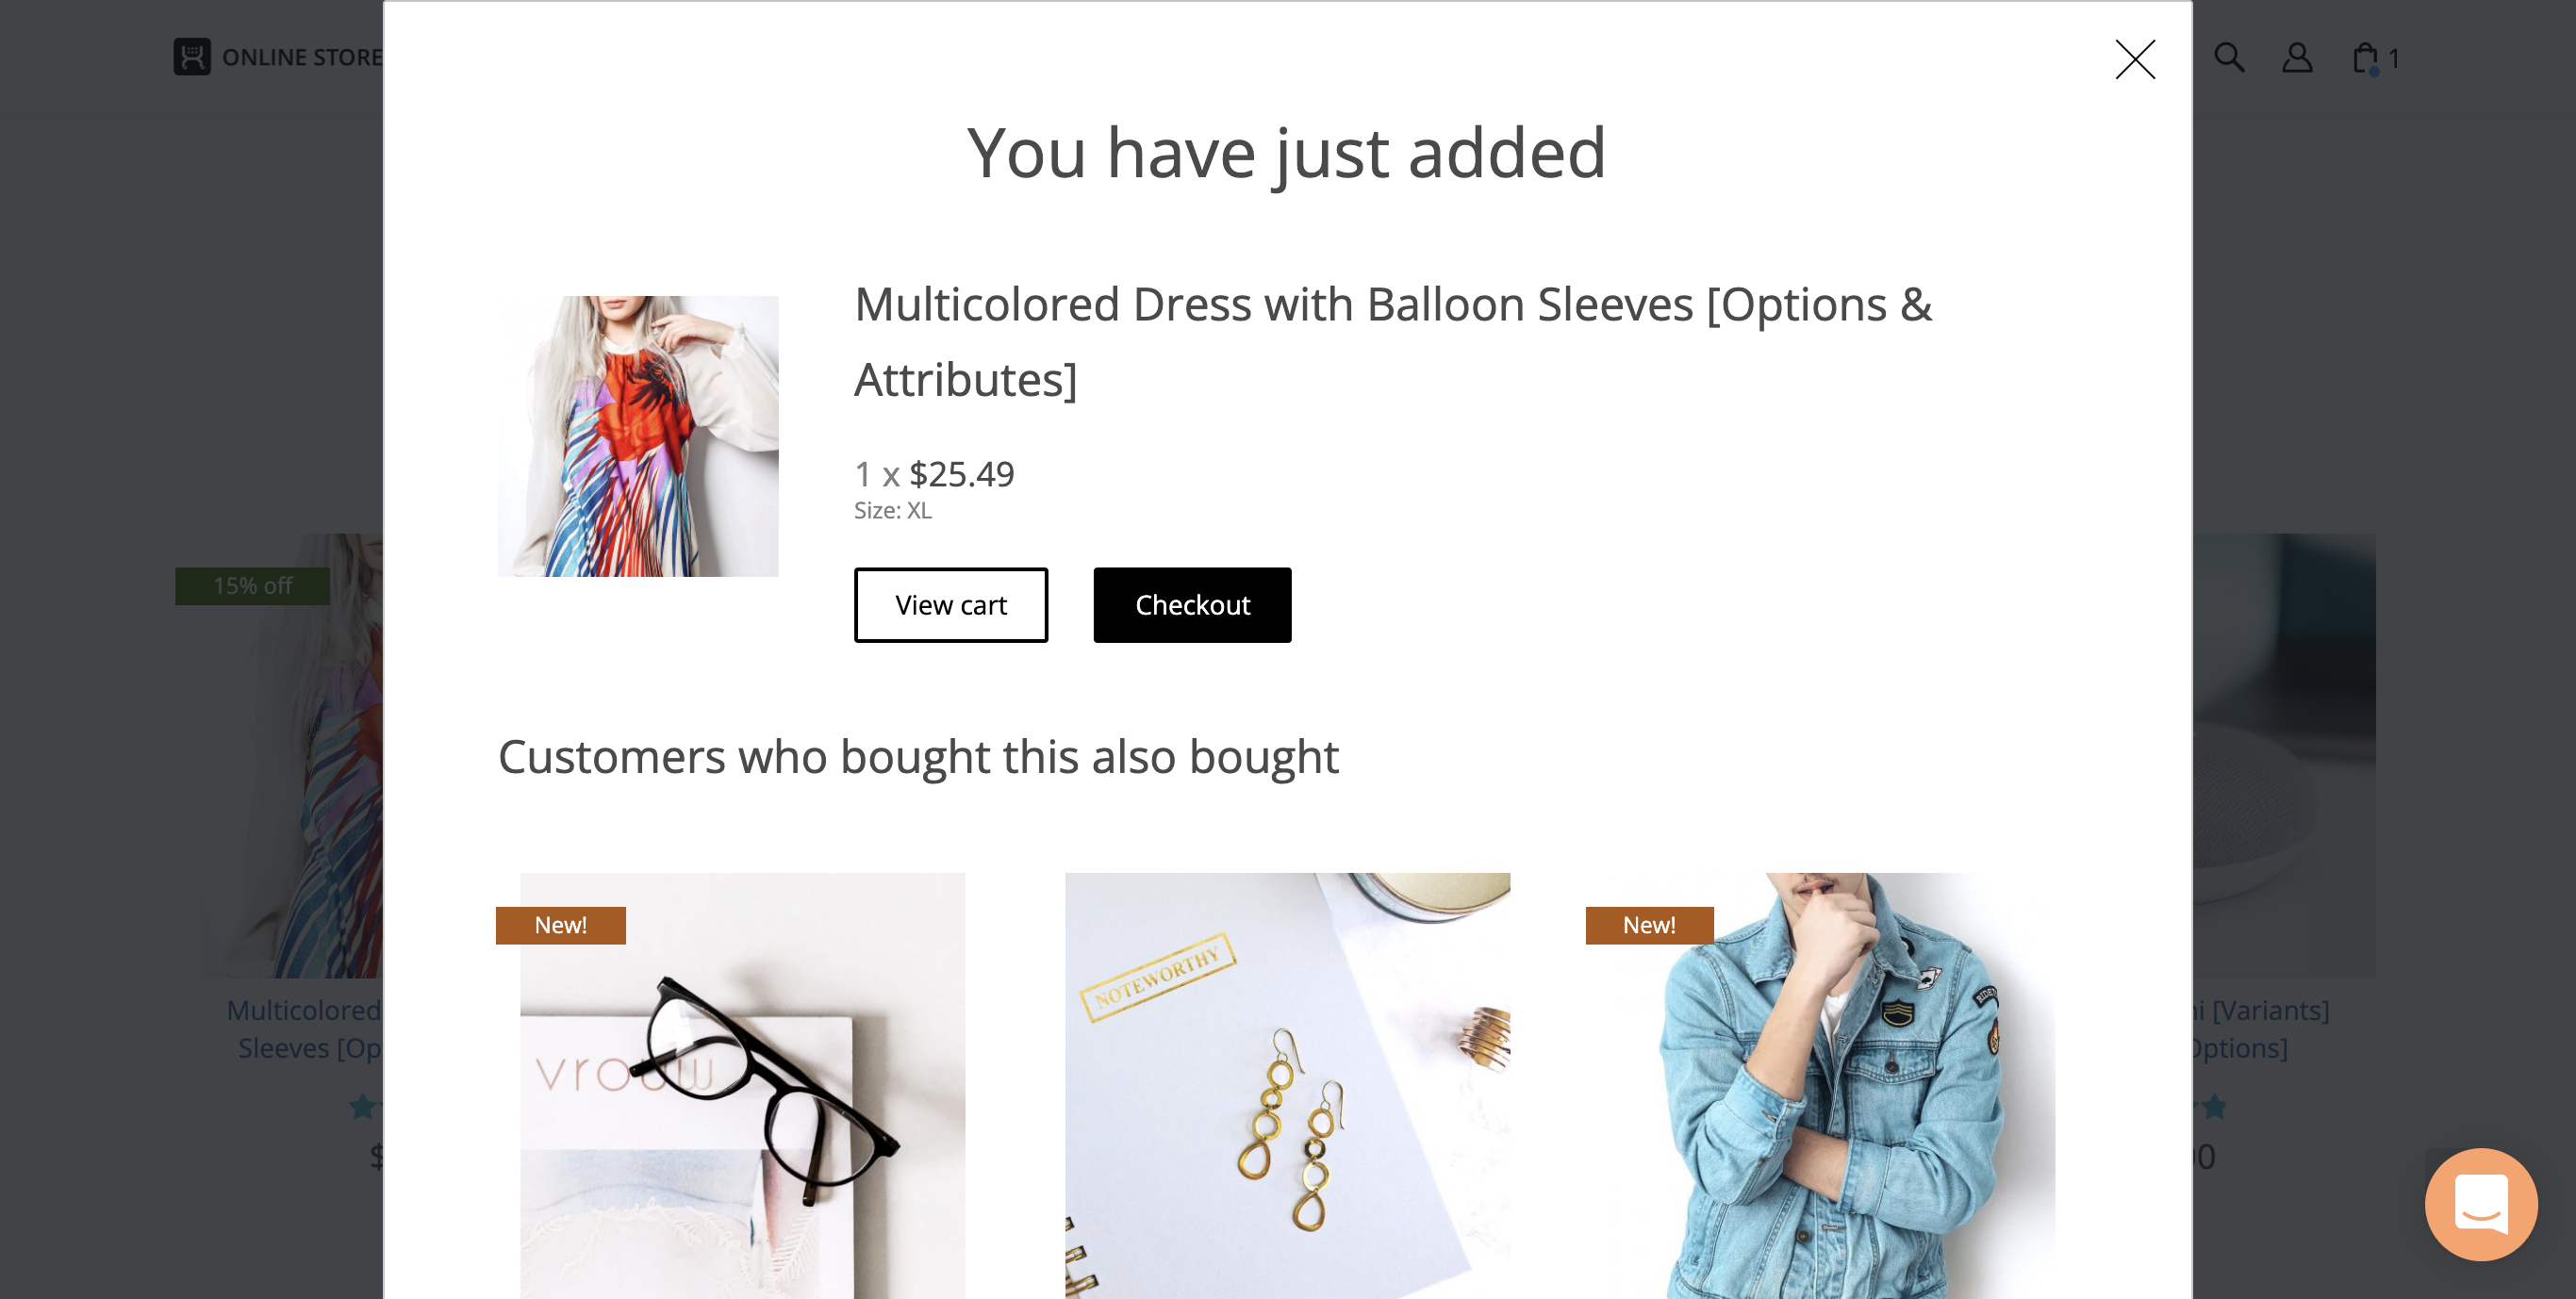 ONLINE STORE
1
You have just added
Multicolored Dress with Balloon Sleeves [Options &
Attributes]
1 x $25.49
Size: XL
View cart
Checkout
15% off
Customers who bought this also bought
New!
New!
vrouw
NOTEWORTHY
Multicolored
Sleeves [Op
[Variants]
Options]
$
00